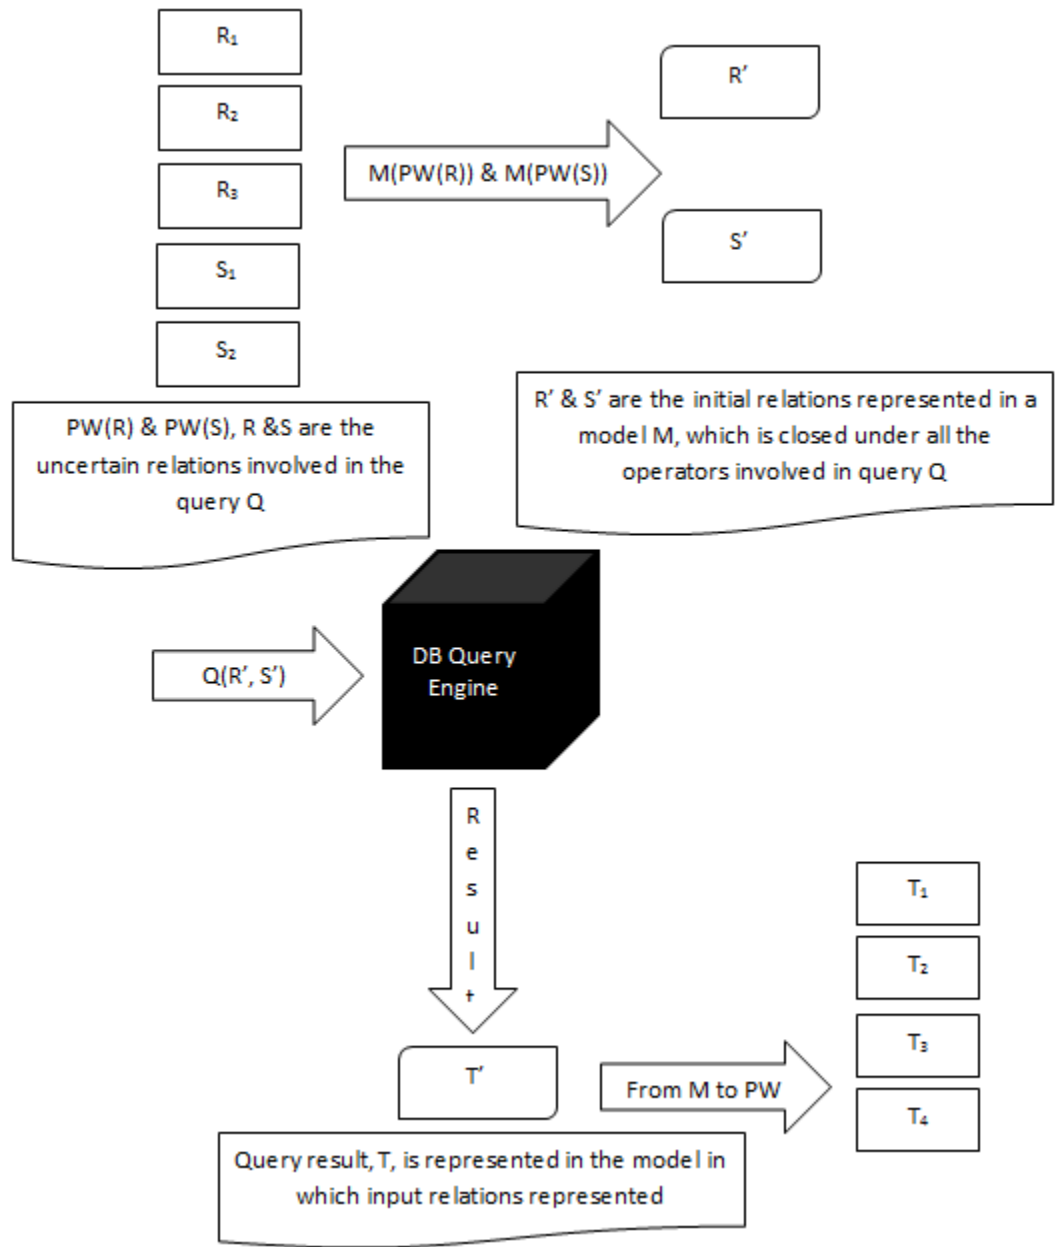 R₁
R₂
R₃
S₁
S₂
M(PW(R)) & M(PW(S))
R’
S’
PW(R) & PW(S), R &S are the
uncertain relations involved in the
query Q
R’ & S’ are the initial relations represented in a
model M, which is closed under all the
operators involved in query Q
Q(R’, S’)
DB Query
Engine
R
e
s
u
l
t
T’
From M to PW
T₁
T₂
T₃
T₄
Query result, T, is represented in the model in
which input relations represented